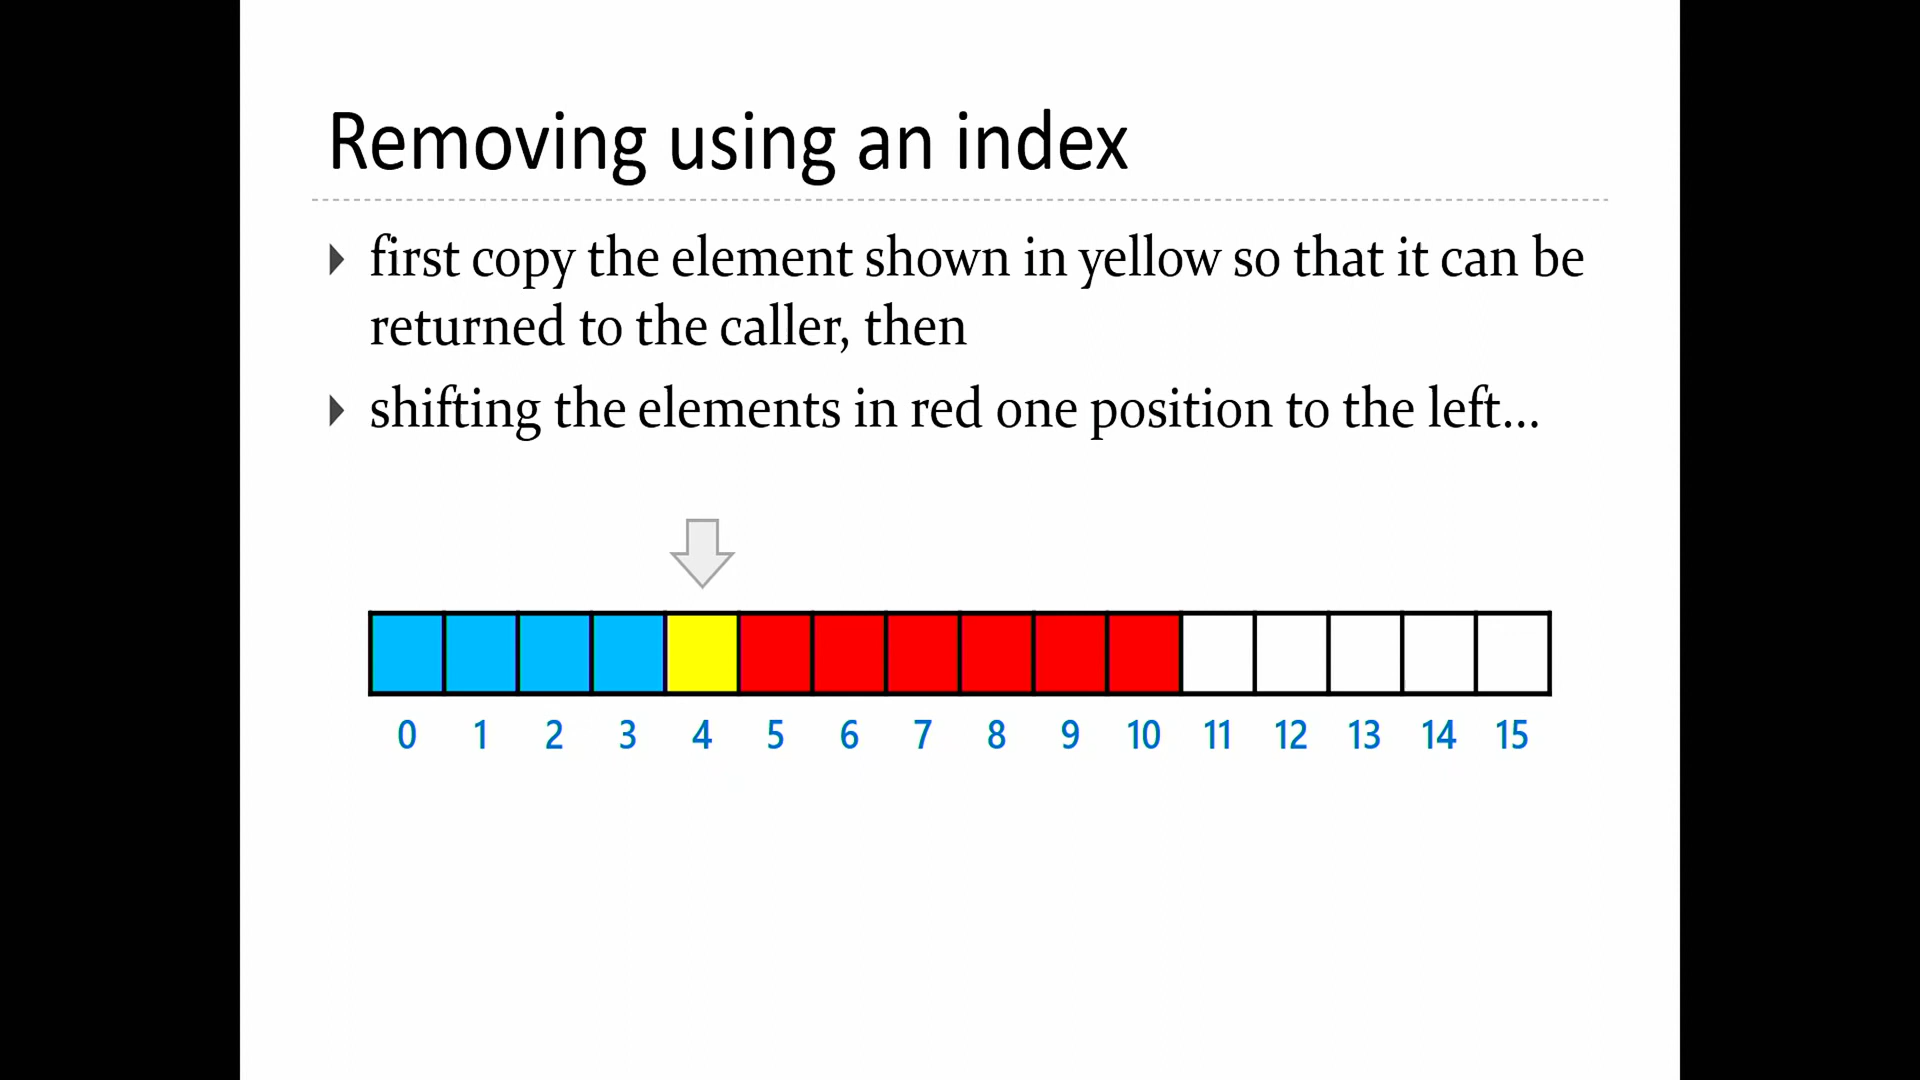 Removing using an index
first copy the element shown in yellow so that it can be
returned to the caller, then
shifting the elements in red one position to the left...
0 1 2 3 4 5 6 7 8 9 10 11 12 13 14 15